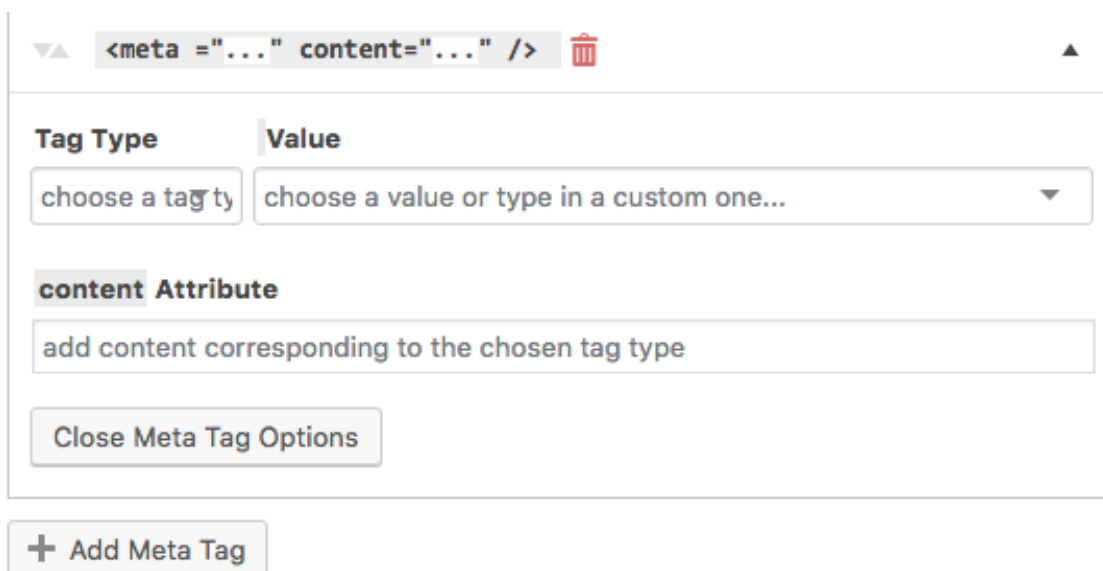 <meta ="..." content="..." />
Tag Type Value
choose a tag ty choose a value or type in a custom one...
content Attribute
add content corresponding to the chosen tag type
Close Meta Tag Options
Add Meta Tag